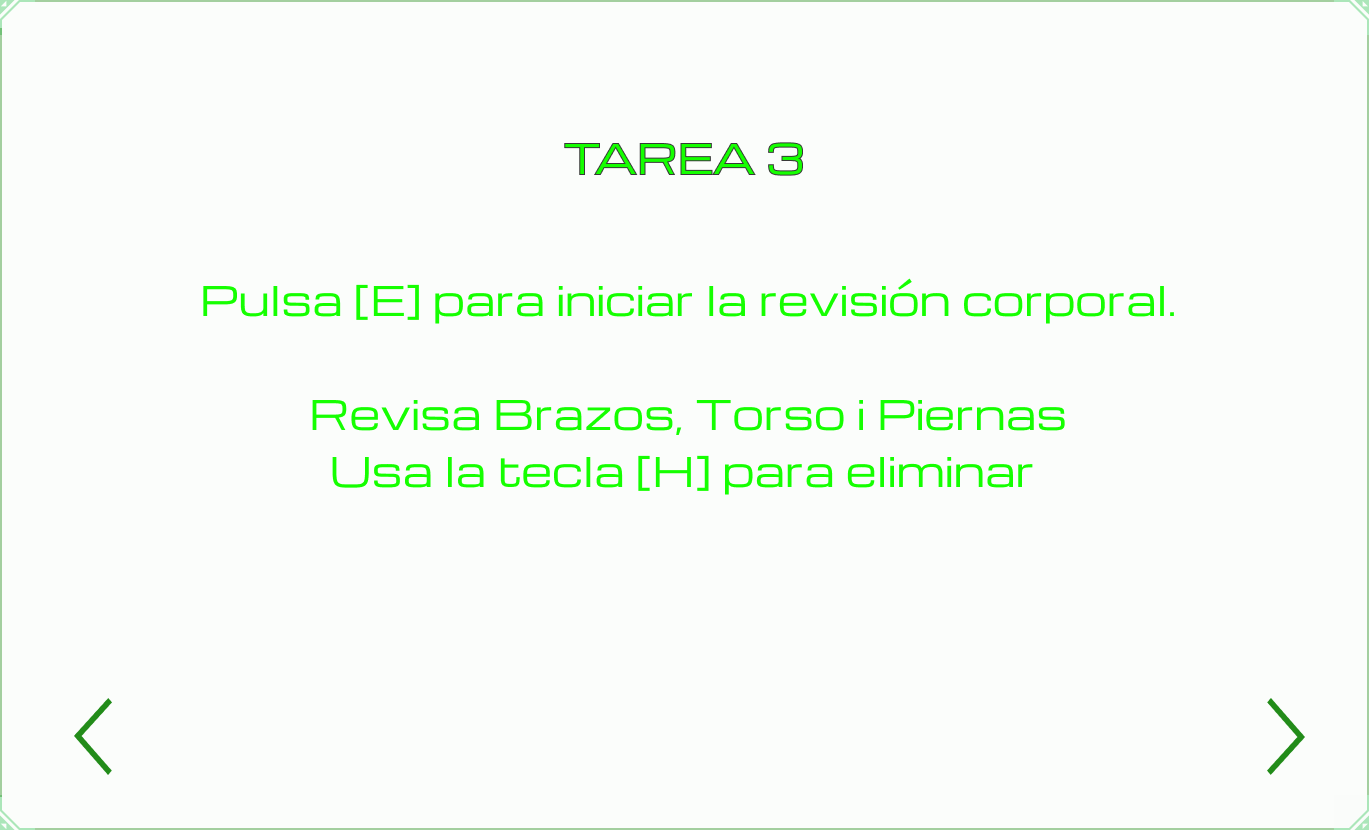 TAREA 3
Pulsa [E] para iniciar la revisión corporal.
Revisa Brazos, Torso i Piernas
Usa la tecla [H] para eliminar